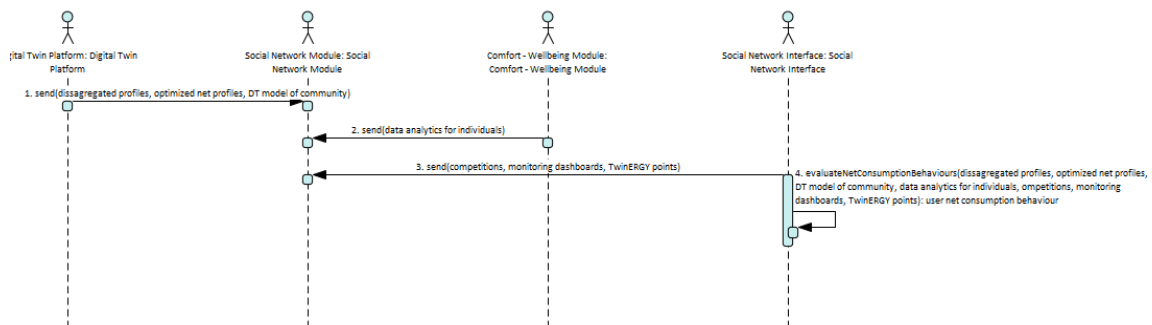 gital Twin Platform: Digital Twin
Platform
Social Network Module: Social
Network Module
Comfort - Wellbeing Module:
Comfort - Wellbeing Module
Social Network Interface: Social
Network Interface
1. send(dissagregated profiles, optimized net profiles, DT model of community)
2. send(data analytics for individuals)
3. send(competitions, monitoring dashboards, TwinERGY points)
4. evaluateNetConsumptionBehaviours(dissagregated profiles, optimized net profiles,
DT model of community, data analytics for individuals, ompetitions, monitoring
dashboards, TwinERGY points): user net consumption behaviour